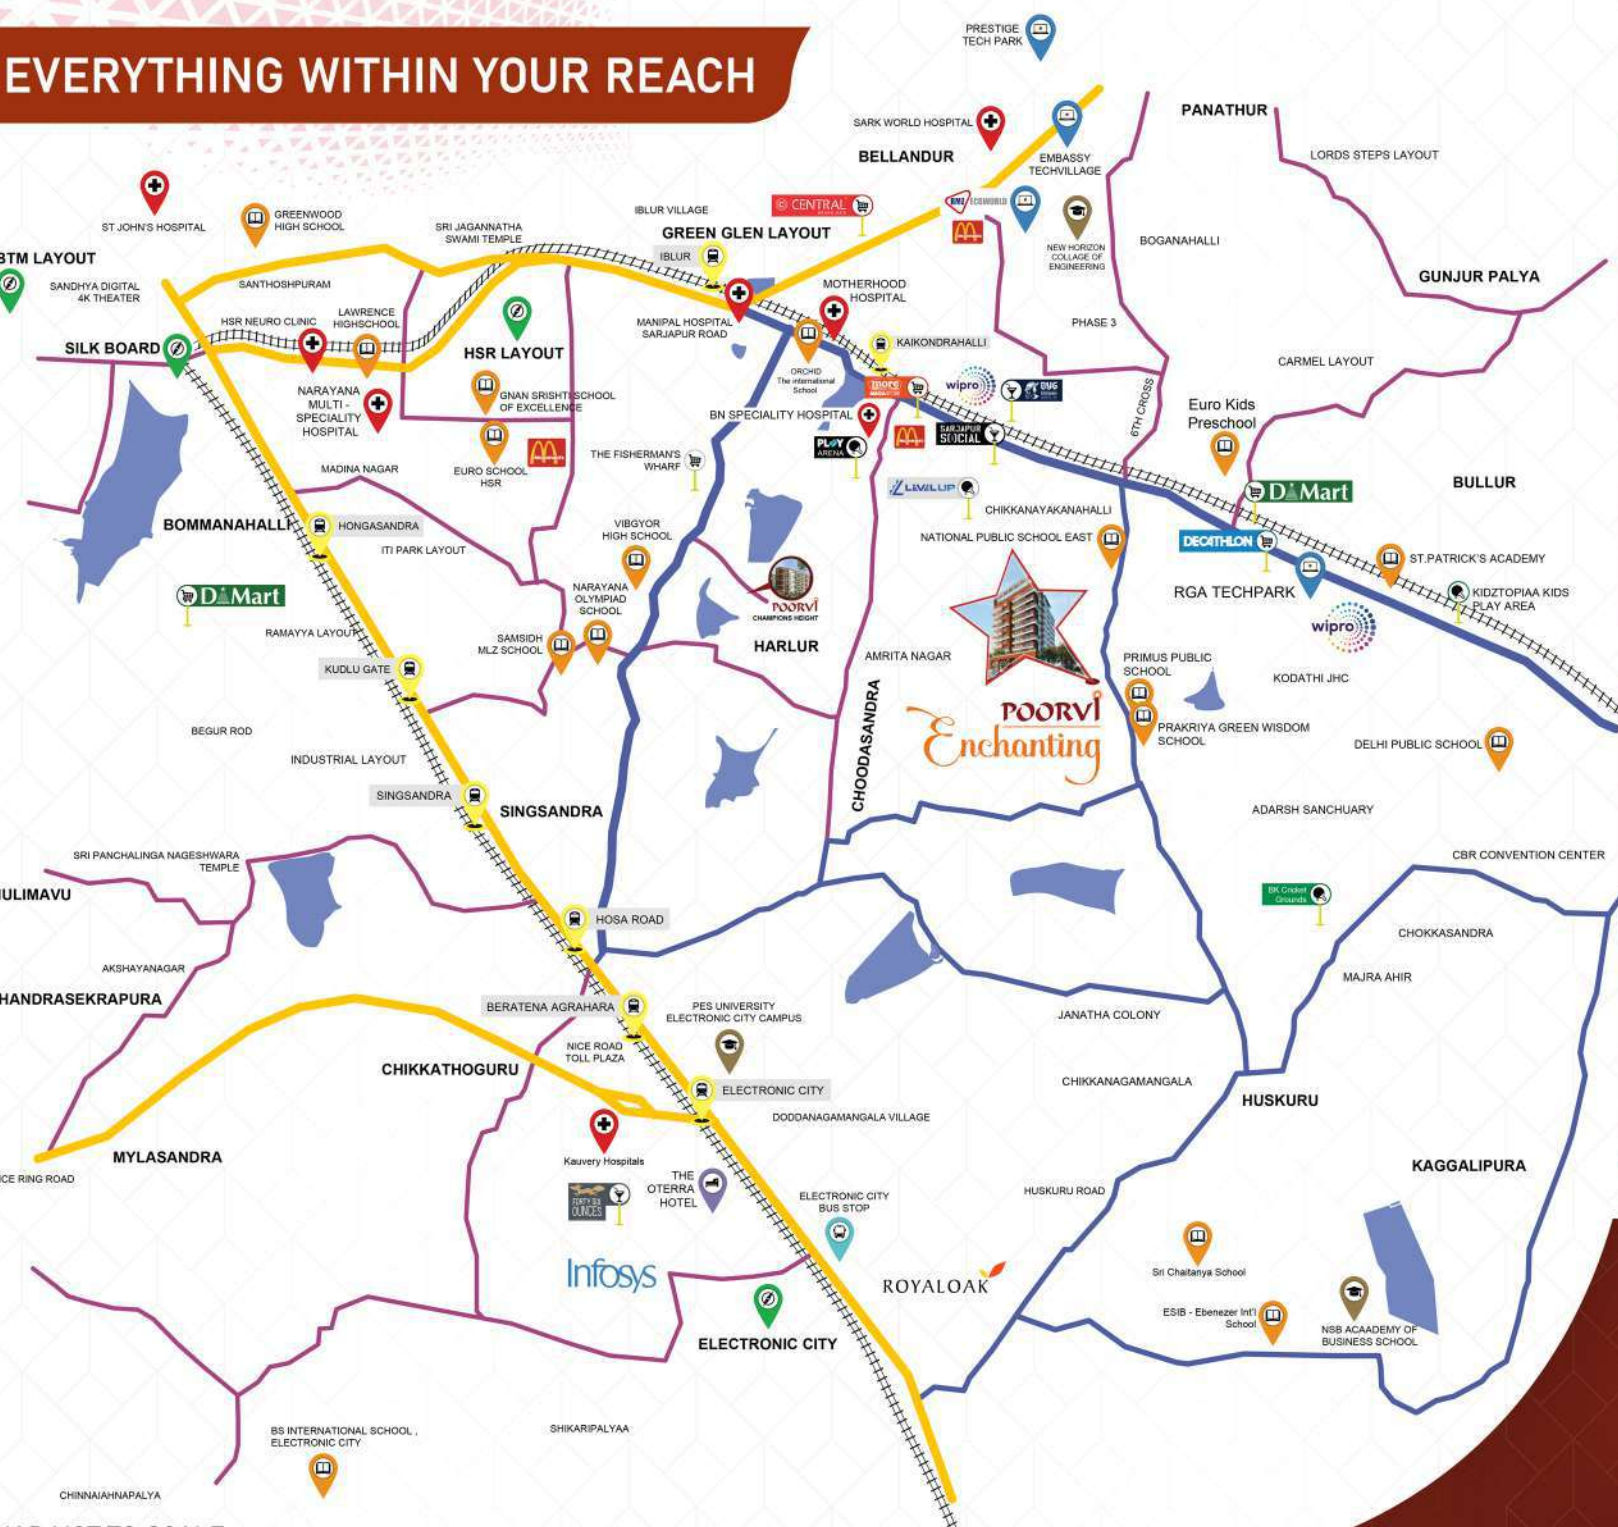 EVERYTHING WITHIN YOUR REACH
PRESTIGE
TECH PARK
SARK WORLD HOSPITAL
BELLANDUR
EMBASSY
TECHVILLAGE
PANATHUR
LORDS STEPS LAYOUT
ST JOHN'S HOSPITAL
GREENWOOD
HIGH SCHOOL
SRI JAGANNATHA
SWAMI TEMPLE
IBLUR VILLAGE
CENTRAL
GREEN GLEN LAYOUT
IBLUR
RMZ ECOWORLD
NEW HORIZON
COLLAGE OF
ENGINEERING
BOGANAHALLI
GUNJUR PALYA
BTM LAYOUT
SANDHYA DIGITAL
4K THEATER
SANTHOSHPURAM
HSR NEURO CLINIC
LAWRENCE
HIGHSCHOOL
SILK BOARD
HSR LAYOUT
MANIPAL HOSPITAL
SARJAPUR ROAD
MOTHERHOOD
HOSPITAL
KAIKONDRAHALLI
PHASE 3
CARMEL LAYOUT
ORCHID
The international
School
more
wipro
NARAYANA
MULTI -
SPECIALITY
HOSPITAL
GNAN SRISHTI SCHOOL
OF EXCELLENCE
BN SPECIALITY HOSPITAL
6TH CROSS
Euro Kids
Preschool
PLAY
ARENA
SARJAPUR
SOCIAL
EURO SCHOOL
HSR
THE FISHERMAN'S
WHARF
MADINA NAGAR
LEVEL UP
D Mart
BULLUR
BOMMANAHALLI
HONGASANDRA
ITI PARK LAYOUT
VIBGYOR
HIGH SCHOOL
CHIKKANAYAKANAHALLI
NATIONAL PUBLIC SCHOOL EAST
DECATHLON
ST.PATRICK'S ACADEMY
RGA TECHPARK
KIDZTOPIAA KIDS
PLAY AREA
wipro
D Mart
RAMAYYA LAYOUT
NARAYANA
OLYMPIAD
SCHOOL
SAMSIDH
MLZ SCHOOL
POORVI
CHAMPIONS HEIGHT
HARLUR
AMRITA NAGAR
KUDLU GATE
CHOODASANDRA
POORVI
Enchanting
PRIMUS PUBLIC
SCHOOL
KODATHI JHC
PRAKRIYA GREEN WISDOM
SCHOOL
DELHI PUBLIC SCHOOL
BEGUR ROD
INDUSTRIAL LAYOUT
SINGSANDRA
SINGSANDRA
ADARSH SANCHUARY
SRI PANCHALINGA NAGESHWARA
TEMPLE
CBR CONVENTION CENTER
ULIMAVU
BK Cricket
Grounds
HOSA ROAD
CHOKKASANDRA
AKSHAYANAGAR
MAJRA AHIR
HANDRASEKRAPURA
BERATENA AGRAHARA
PES UNIVERSITY
ELECTRONIC CITY CAMPUS
JANATHA COLONY
NICE ROAD
TOLL PLAZA
CHIKKATHOGURU
ELECTRONIC CITY
CHIKKANAGAMANGALA
HUSKURU
DODDANAGAMANGALA VILLAGE
MYLASANDRA
Kauvery Hospitals
KAGGALIPURA
CE RING ROAD
THE
OTERRA
HOTEL
FORTY SIX
OUNCES
HUSKURU ROAD
ELECTRONIC CITY
BUS STOP
Infosys
ROYALOAK
Sri Chaitanya School
ESIB - Ebenezer Int'l
School
NSB ACAADEMY OF
BUSINESS SCHOOL
ELECTRONIC CITY
BS INTERNATIONAL SCHOOL ,
ELECTRONIC CITY
SHIKARIPALYAA
CHINNAIAHNAPALYA